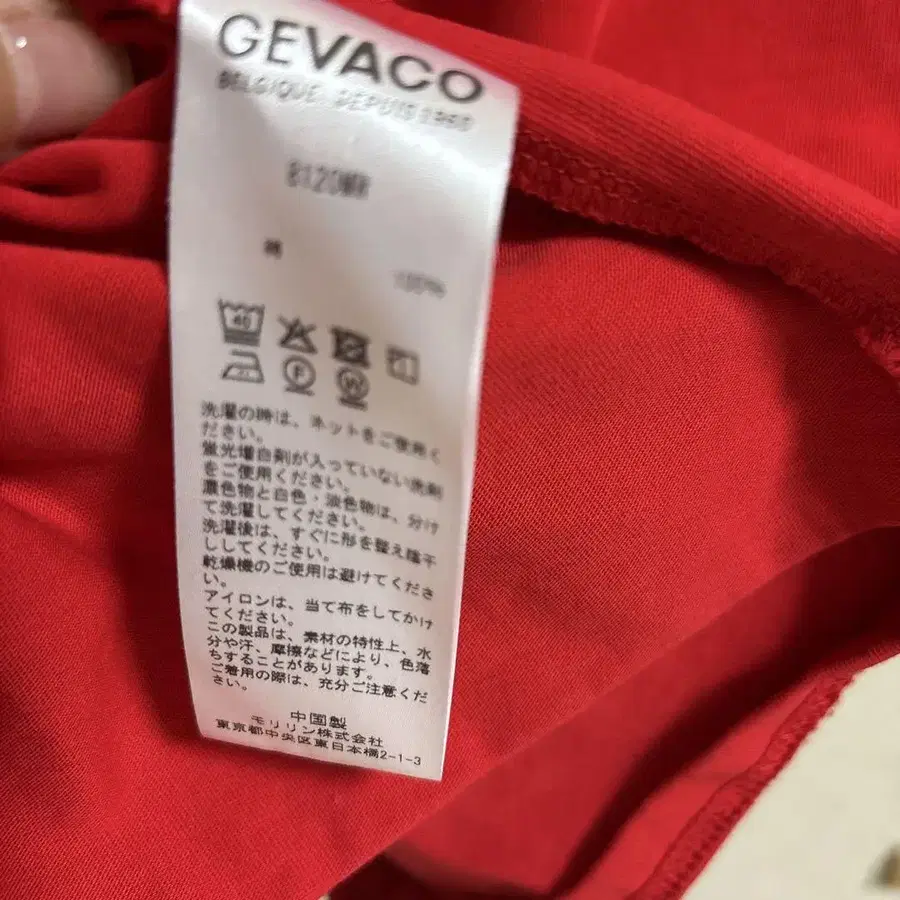 GEVACO
BELGIQUE. DEPUIS 1960
8120WR
綿
100%
40
F
W
洗濯の時は、ネットをご使用く
ださい。
蛍光増白剤が入っていない洗剤
をご使用ください。
濃色物と白色・淡色物は、分け
て洗濯してください。
洗濯後は、すぐに形を整え陰干
ししてください。
乾燥機のご使用は避けてくださ
い。
アイロンは、当て布をしてかけ
てください。
この製品は、素材の特性上、水
分や汗、摩擦などにより、色落
ちすることがあります。
ご着用の際は、充分ご注意くだ
さい。
中国製
モリリン株式会社
東京都中央区東日本橋2-1-3